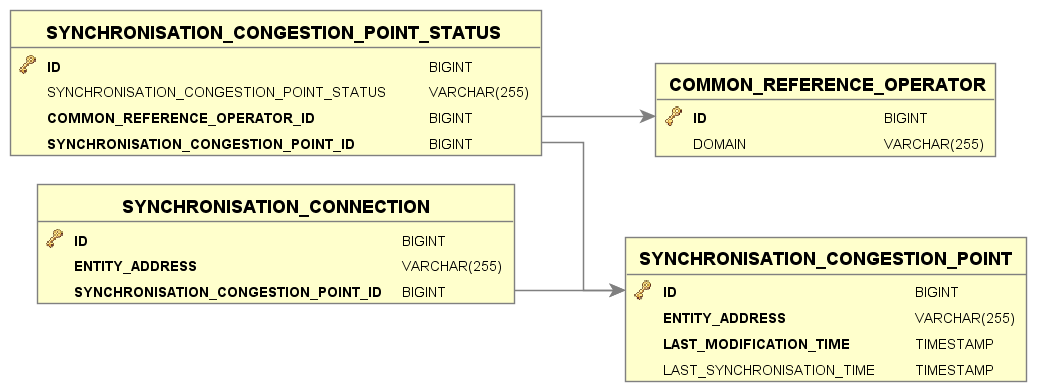 SYNCHRONISATION_CONGESTION_POINT_STATUS
ID BIGINT
SYNCHRONISATION_CONGESTION_POINT_STATUS VARCHAR(255)
COMMON_REFERENCE_OPERATOR_ID BIGINT
SYNCHRONISATION_CONGESTION_POINT_ID BIGINT
COMMON_REFERENCE_OPERATOR
ID BIGINT
DOMAIN VARCHAR(255)
SYNCHRONISATION_CONNECTION
ID BIGINT
ENTITY_ADDRESS VARCHAR(255)
SYNCHRONISATION_CONGESTION_POINT_ID BIGINT
SYNCHRONISATION_CONGESTION_POINT
ID BIGINT
ENTITY_ADDRESS VARCHAR(255)
LAST_MODIFICATION_TIME TIMESTAMP
LAST_SYNCHRONISATION_TIME TIMESTAMP